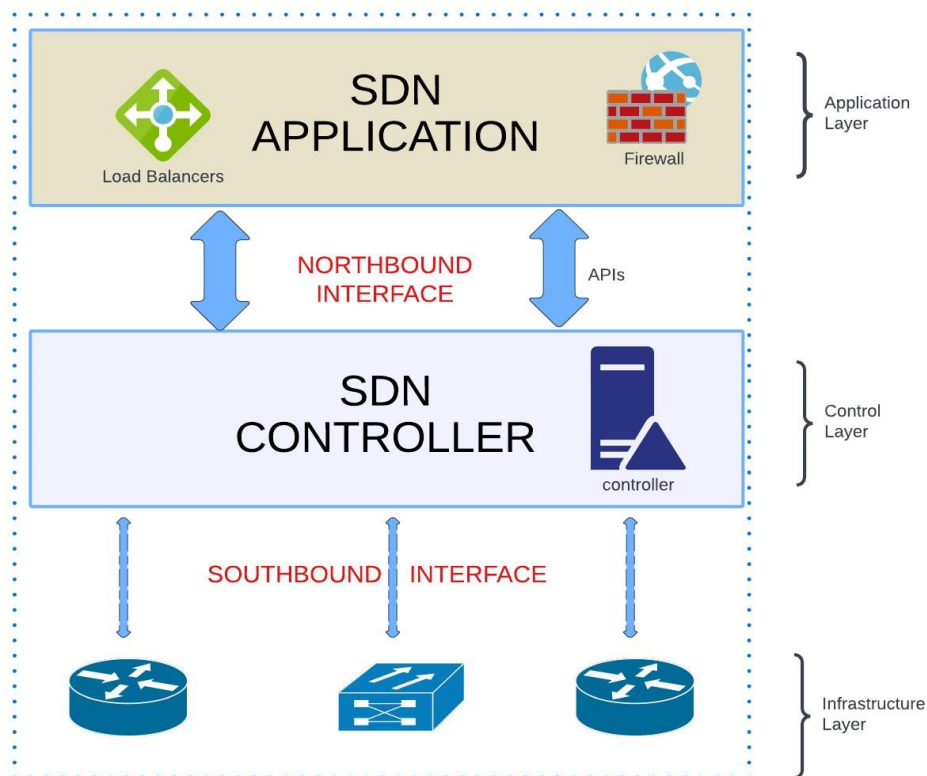 SDN
APPLICATION
Load Balancers
Firewall
Application
Layer
NORTHBOUND
INTERFACE
APIs
SDN
CONTROLLER
controller
Control
Layer
SOUTHBOUND INTERFACE
Infrastructure
Layer